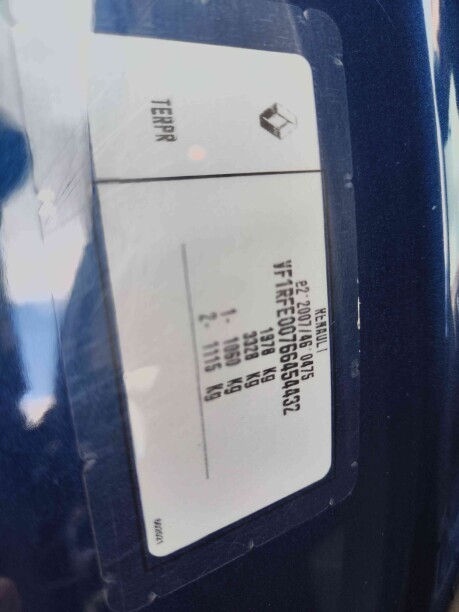 RENAULT
e2*2007/46*0475
VF1RFE00766454432
1978 Kg
3328 Kg
1- 1060 Kg
2- 1115 Kg
TERPR